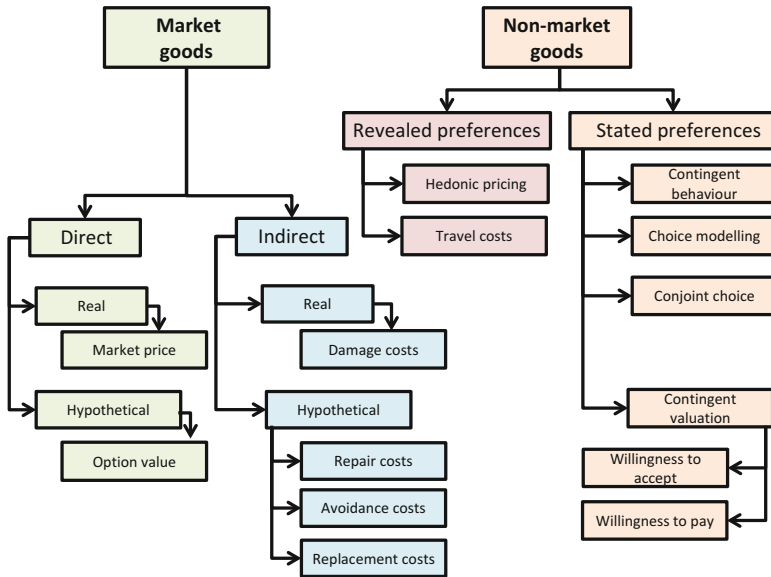 Market
goods
Non-market
goods
Revealed preferences
Stated preferences
Hedonic pricing
Travel costs
Contingent
behaviour
Choice modelling
Conjoint choice
Contingent
valuation
Willingness to
accept
Willingness to pay
Direct
Indirect
Real
Market price
Hypothetical
Option value
Real
Damage costs
Hypothetical
Repair costs
Avoidance costs
Replacement costs